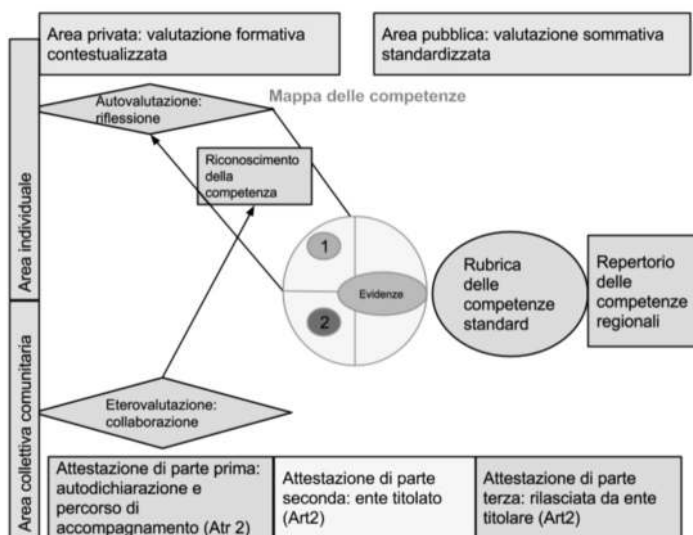 Area privata: valutazione formativa
contestualizzata
Area pubblica: valutazione sommativa
standardizzata
Mappa delle competenze
Autovalutazione:
riflessione
Riconoscimento
della
competenza
Area individuale
1
Evidenze
2
Rubrica
delle
competenze
standard
Repertorio
delle
competenze
regionali
Area collettiva comunitaria
Eterovalutazione:
collaborazione
Attestazione di parte prima:
autodichiarazione e
percorso di
accompagnamento (Atr 2)
Attestazione di parte
seconda: ente titolato
(Art2)
Attestazione di parte
terza: rilasciata da ente
titolare (Art2)